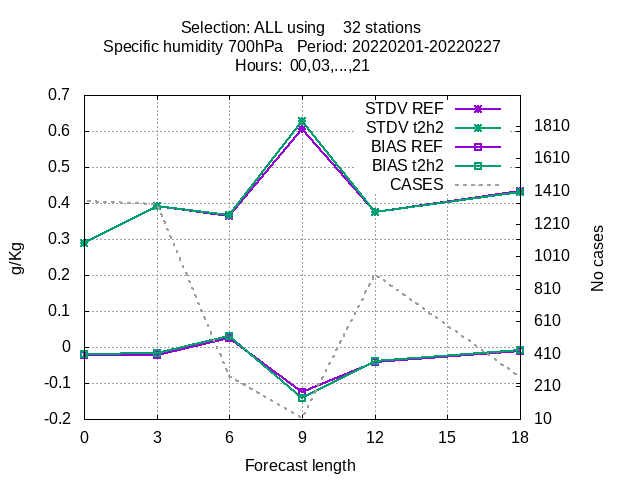 Selection: ALL using    32 stations
Specific humidity 700hPa   Period: 20220201-20220227
Hours: 00,03,...,21
STDV REF
STDV t2h2
BIAS REF
BIAS t2h2
CASES
0.7
0.6
0.5
0.4
0.3
0.2
0.1
0
-0.1
-0.2
g/Kg
1810
1610
1410
1210
1010
810
610
410
210
10
No cases
0 3 6 9 12 15 18
Forecast length